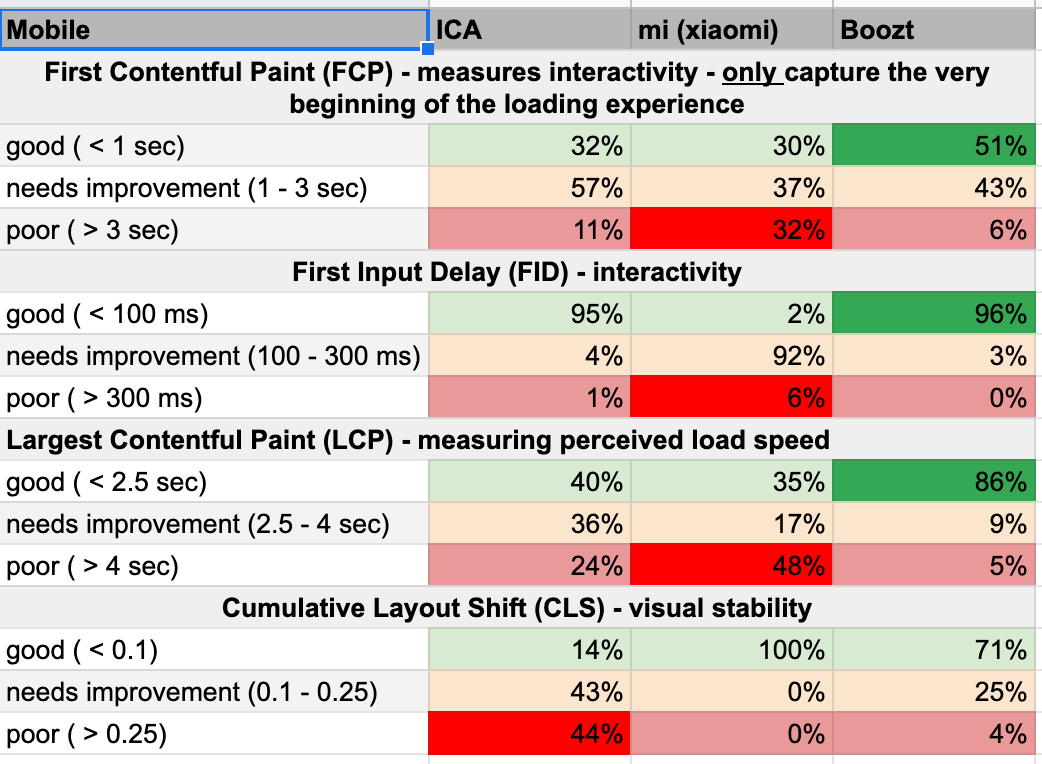 Mobile ICA mi (xiaomi) Boozt
First Contentful Paint (FCP) - measures interactivity - only capture the very
beginning of the loading experience
good ( < 1 sec) 32% 30% 51%
needs improvement (1 - 3 sec) 57% 37% 43%
poor ( > 3 sec) 11% 32% 6%
First Input Delay (FID) - interactivity
good ( < 100 ms) 95% 2% 96%
needs improvement (100 - 300 ms) 4% 92% 3%
poor ( > 300 ms) 1% 6% 0%
Largest Contentful Paint (LCP) - measuring perceived load speed
good ( < 2.5 sec) 40% 35% 86%
needs improvement (2.5 - 4 sec) 36% 17% 9%
poor ( > 4 sec) 24% 48% 5%
Cumulative Layout Shift (CLS) - visual stability
good ( < 0.1) 14% 100% 71%
needs improvement (0.1 - 0.25) 43% 0% 25%
poor ( > 0.25) 44% 0% 4%